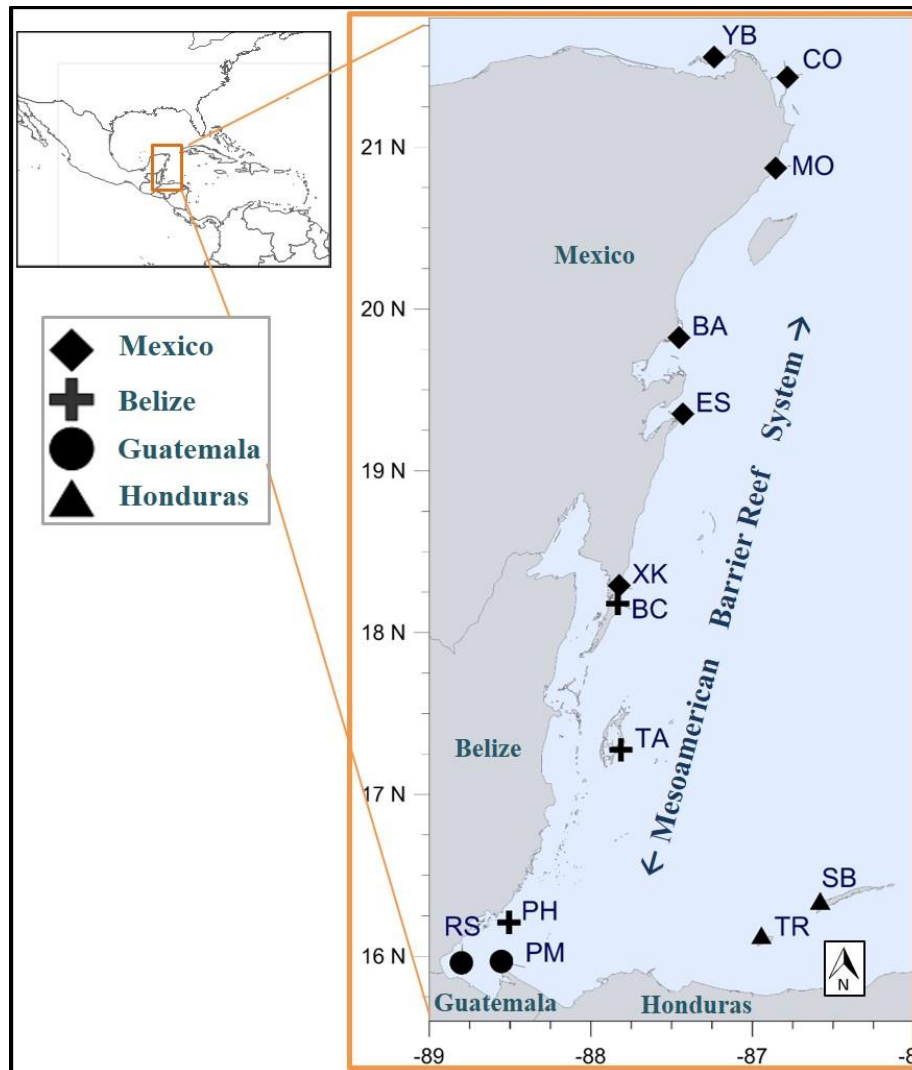 YB
CO
21 N
MO
Mexico
20 N
BA
Mexico
Belize
Guatemala
Honduras
ES
19 N
← Mesoamerican Barrier Reef System →
XK
BC
18 N
TA
Belize
17 N
SB
PH
RS
TR
PM
16 N
N
Guatemala
Honduras
-89
-88
-87